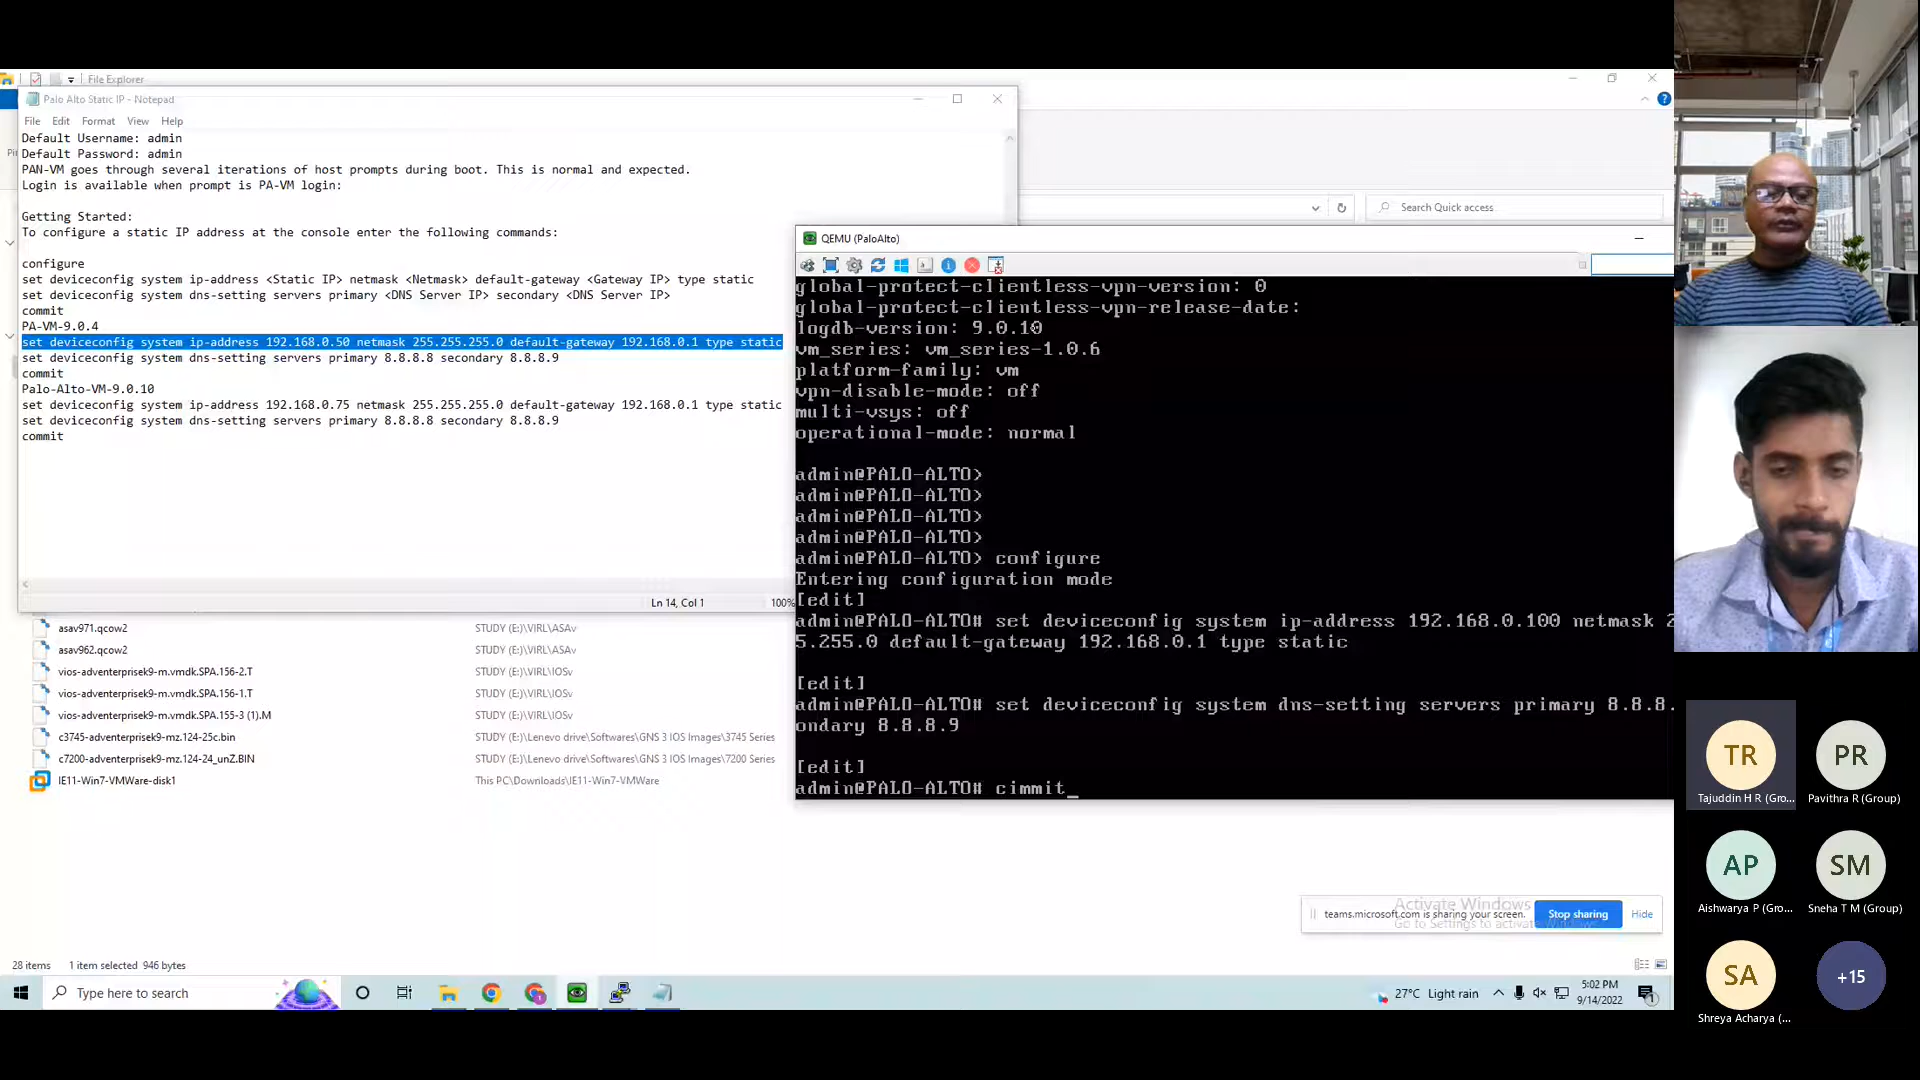 File Explorer
Palo Alto Static IP - Notepad
File Edit Format View Help
Default Username: admin
Default Password: admin
PAN-VM goes through several iterations of host prompts during boot. This is normal and expected.
Login is available when prompt is PA-VM login:
Getting Started:
To configure a static IP address at the console enter the following commands:
configure
set deviceconfig system ip-address <Static IP> netmask <Netmask> default-gateway <Gateway IP> type static
set deviceconfig system dns-setting servers primary <DNS Server IP> secondary <DNS Server IP>
commit
PA-VM-9.0.4
set deviceconfig system ip-address 192.168.0.50 netmask 255.255.255.0 default-gateway 192.168.0.1 type static
set deviceconfig system dns-setting servers primary 8.8.8.8 secondary 8.8.8.9
commit
Palo-Alto-VM-9.0.10
set deviceconfig system ip-address 192.168.0.75 netmask 255.255.255.0 default-gateway 192.168.0.1 type static
set deviceconfig system dns-setting servers primary 8.8.8.8 secondary 8.8.8.9
commit
Ln 14, Col 1 100%
Search Quick access
QEMU (PaloAlto)
global-protect-clientless-vpn-version: 0
global-protect-clientless-vpn-release-date:
logdb-version: 9.0.10
vm_series: vm_series-1.0.6
platform-family: vm
vpn-disable-mode: off
multi-vsys: off
operational-mode: normal
admin@PALO-ALTO>
admin@PALO-ALTO>
admin@PALO-ALTO>
admin@PALO-ALTO>
admin@PALO-ALTO> configure
Entering configuration mode
[edit]
admin@PALO-ALTO# set deviceconfig system ip-address 192.168.0.100 netmask 2
5.255.0 default-gateway 192.168.0.1 type static
[edit]
admin@PALO-ALTO# set deviceconfig system dns-setting servers primary 8.8.8.
ondary 8.8.8.9
[edit]
admin@PALO-ALTO# cimmit_
asav971.qcow2 STUDY (E:)\VIRL\ASAv
asav962.qcow2 STUDY (E:)\VIRL\ASAv
vios-adventerprisek9-m.vmdk.SPA.156-2.T STUDY (E:)\VIRL\IOSv
vios-adventerprisek9-m.vmdk.SPA.156-1.T STUDY (E:)\VIRL\IOSv
vios-adventerprisek9-m.vmdk.SPA.155-3 (1).M STUDY (E:)\VIRL\IOSv
c3745-adventerprisek9-mz.124-25c.bin STUDY (E:)\Lenevo drive\Softwares\GNS 3 IOS Images\3745 Series
c7200-adventerprisek9-mz.124-24_unZ.BIN STUDY (E:)\Lenevo drive\Softwares\GNS 3 IOS Images\7200 Series
IE11-Win7-VMWare-disk1 This PC\Downloads\IE11-Win7-VMWare
Activate Windows
Go to Settings to activate Windows.
teams.microsoft.com is sharing your screen. Stop sharing Hide
28 items 1 item selected 946 bytes
Type here to search
27°C Light rain
5:02 PM
9/14/2022
1
TR PR
Tajuddin H R (Gro... Pavithra R (Group)
AP SM
Aishwarya P (Gro... Sneha T M (Group)
SA +15
Shreya Acharya (...